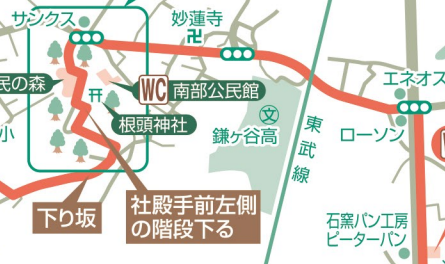 サンクス
妙蓮寺
卍
エネオス
民の森
WC 南部公民館
文
小
根頭神社
鎌ヶ谷高
東武線
ローソン
下り坂
社殿手前左側
の階段下る
石窯パン工房
ピーターパン